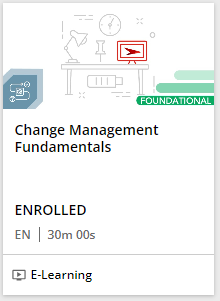 FOUNDATIONAL
Change Management
Fundamentals
ENROLLED
EN | 30m 00s
E-Learning